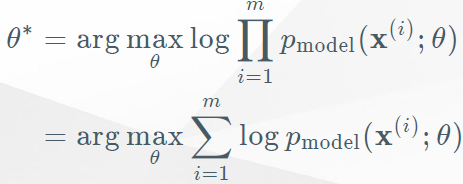 θ* = arg max_θ log ∏_{i=1}^{m} p_model(𝐱^(i); θ)
= arg max_θ ∑_{i=1}^{m} log p_model(𝐱^(i); θ)